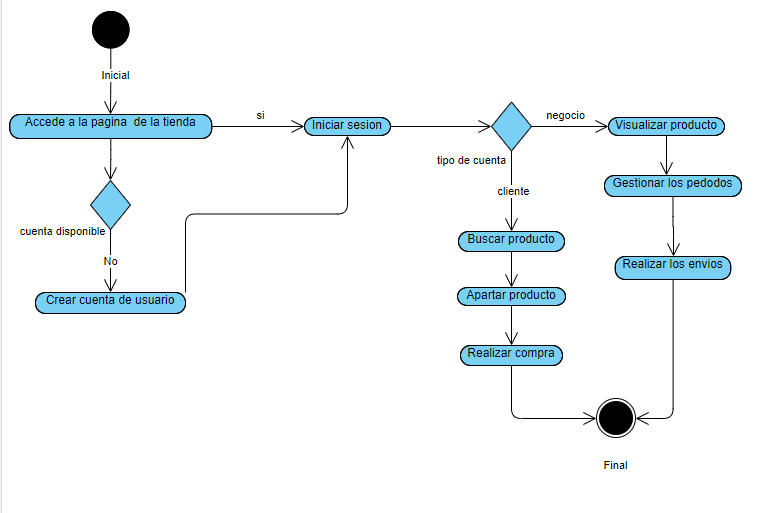 Inicial
Accede a la pagina de la tienda
si
Iniciar sesion
tipo de cuenta
negocio
Visualizar producto
Gestionar los pedodos
Realizar los envios
cliente
Buscar producto
Apartar producto
Realizar compra
cuenta disponible
No
Crear cuenta de usuario
Final